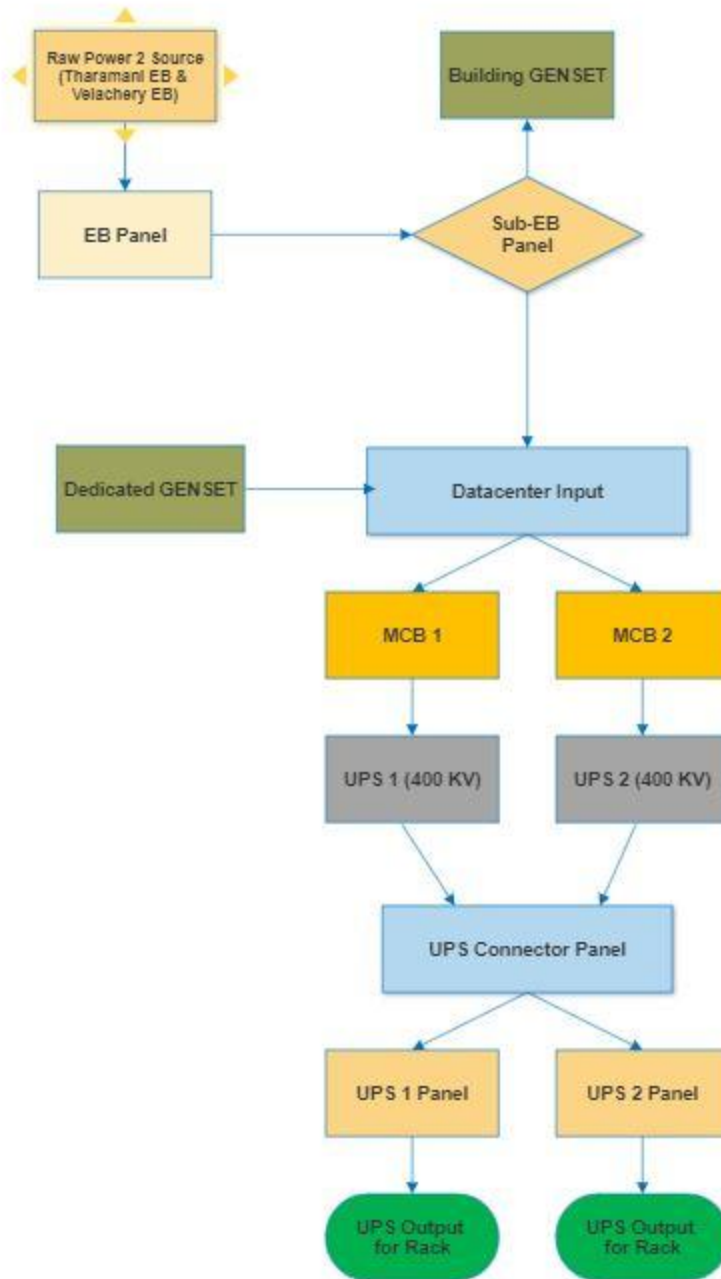 Raw Power 2 Source
(Tharamani EB &
Velachery EB)
Building GENSET
EB Panel
Sub-EB
Panel
Dedicated GENSET
Datacenter Input
MCB 1
MCB 2
UPS 1 (400 KV)
UPS 2 (400 KV)
UPS Connector Panel
UPS 1 Panel
UPS 2 Panel
UPS Output
for Rack
UPS Output
for Rack